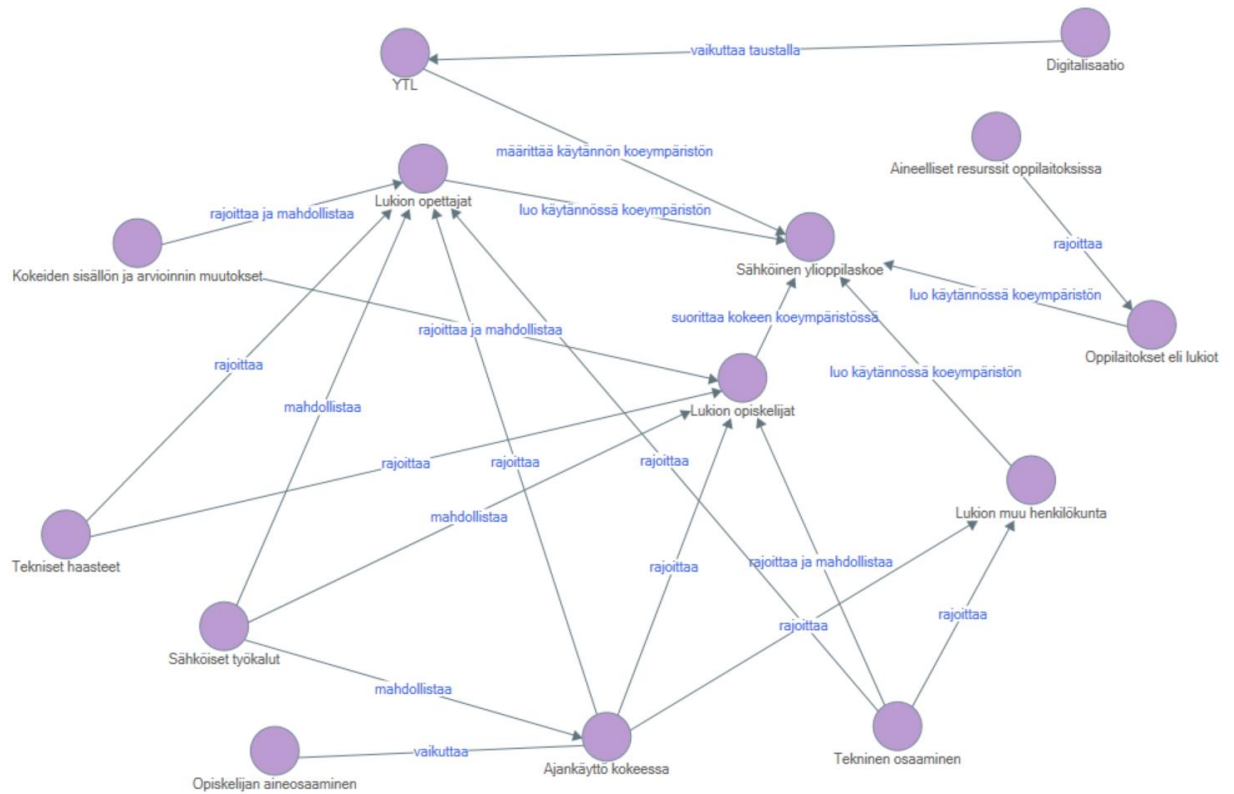 vaikuttaa taustalla
Digitalisaatio
YTL
määrittää käytännön koeympäristön
Aineelliset resurssit oppilaitoksissa
Lukion opettajat
rajoittaa ja mahdollistaa
luo käytännössä koeympäristön
rajoittaa
Kokeiden sisällön ja arvioinnin muutokset
Sähköinen ylioppilaskoe
luo käytännössä koeympäristön
suorittaa kokeen koeympäristössä
rajoittaa ja mahdollistaa
Oppilaitokset eli lukiot
rajoittaa
luo käytännössä koeympäristön
mahdollistaa
Lukion opiskelijat
rajoittaa
rajoittaa
rajoittaa
mahdollistaa
Lukion muu henkilökunta
Tekniset haasteet
rajoittaa
rajoittaa ja mahdollistaa
rajoittaa
rajoittaa
Sähköiset työkalut
mahdollistaa
vaikuttaa
Ajankäyttö kokeessa
Tekninen osaaminen
Opiskelijan aineosaaminen